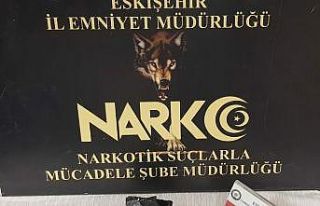 ESKİŞEHİR
İL EMNİYET MÜDÜRLÜĞÜ
NARKO
NARKOTİK SUÇLARLA
MÜCADELE ŞUBE MÜDÜRLÜĞÜ